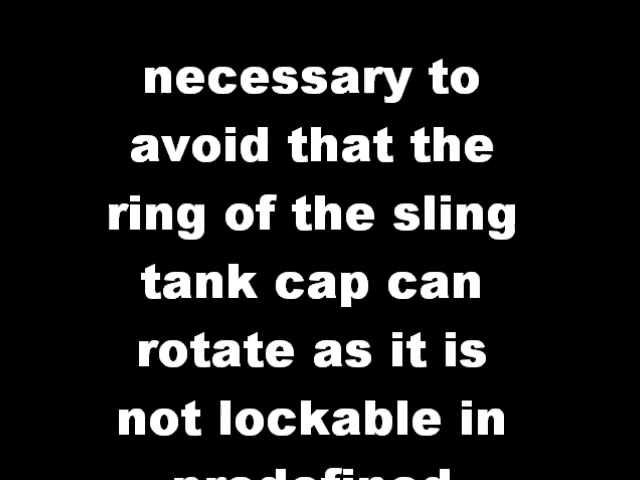 necessary to
avoid that the
ring of the sling
tank cap can
rotate as it is
not lockable in
predefined